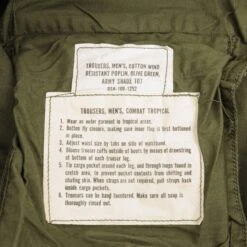 TROUSERS, MEN'S, COTTON WIND
RESISTANT POPLIN, OLIVE GREEN,
ARMY SHADE 107
TROUSERS, MEN'S, COMBAT TROPICAL
1. Wear as outer garment in tropical areas.
2. Button fly closure, making sure inner flap is first buttoned
in place.
3. Adjust waist size by tabs on side of waistband.
4. Blouse trouser cuffs outside of boots by means of drawstring
at bottom of each trouser leg.
5. Tie cargo pocket around each leg, and through loops found in
crotch area, to prevent pocket contents from shifting and
chafing skin. When straps are not required, pull straps back
inside cargo pockets.
6. Trousers can be hand laundered. Make sure all soap is
thoroughly rinsed out.